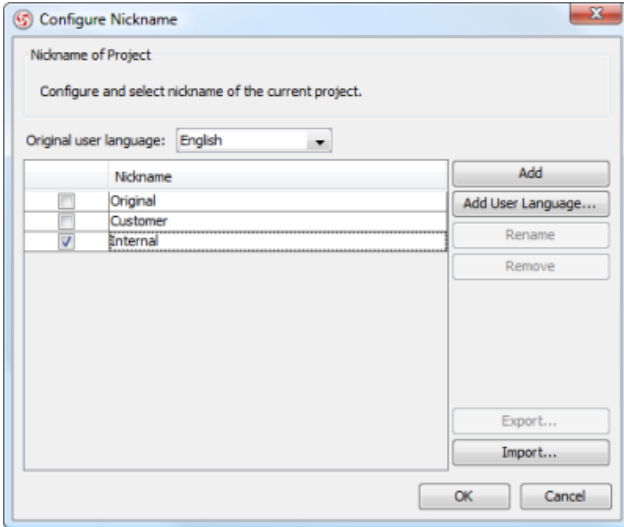 Configure Nickname
Nickname of Project
Configure and select nickname of the current project.
Original user language: English
Nickname
Original
Customer
Internal
Add
Add User Language...
Rename
Remove
Export...
Import...
OK Cancel